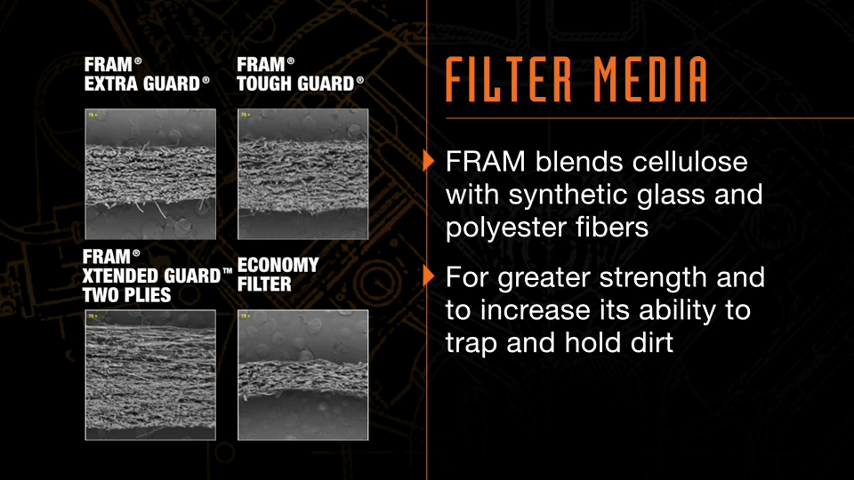 FRAM®
EXTRA GUARD®
FRAM®
TOUGH GUARD®
FRAM®
XTENDED GUARD™
TWO PLIES
ECONOMY
FILTER
FILTER MEDIA
FRAM blends cellulose
with synthetic glass and
polyester fibers
For greater strength and
to increase its ability to
trap and hold dirt